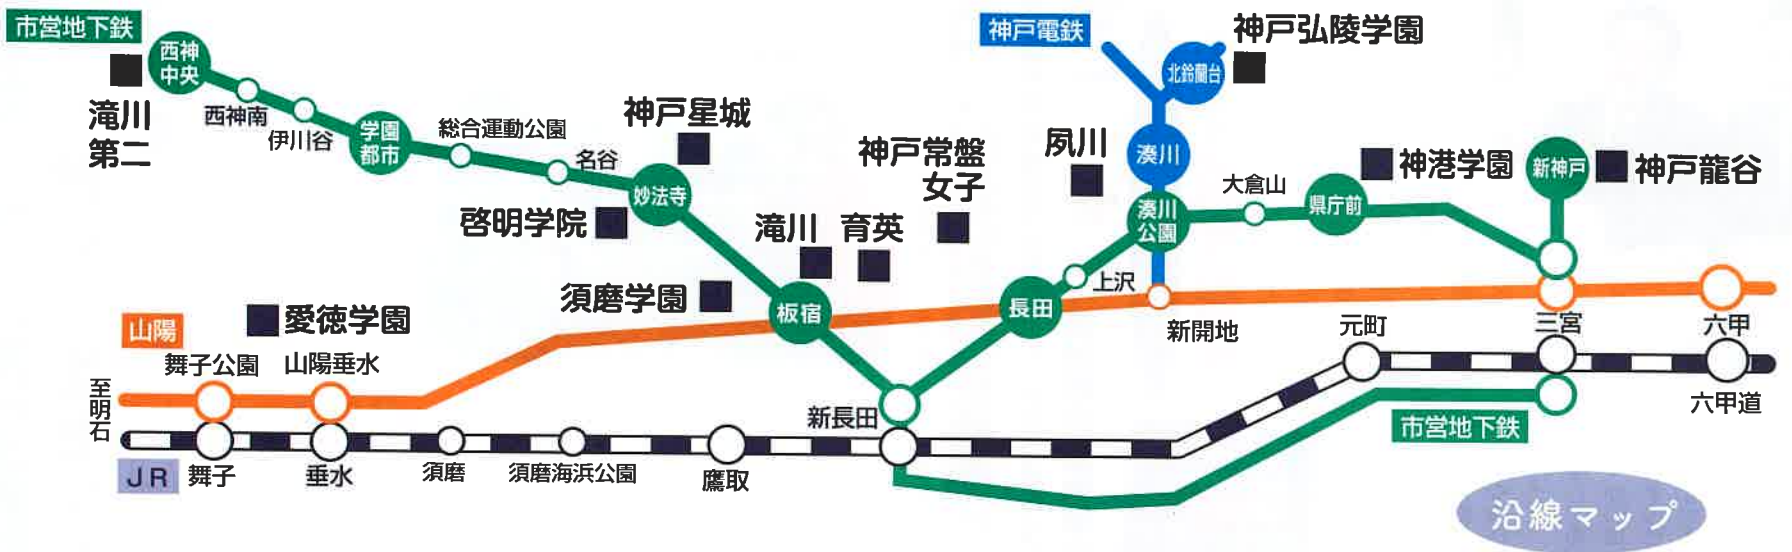 市営地下鉄
西神
中央
滝川
第二
西神南
伊川谷
学園
都市
総合運動公園
名谷
神戸星城
妙法寺
啓明学院
須磨学園
滝川
育英
板宿
神戸常盤
女子
長田
上沢
夙川
神戸電鉄
北鈴蘭台
神戸弘陵学園
湊川
湊川
公園
大倉山
県庁前
神港学園
新神戸
神戸龍谷
愛徳学園
山陽
舞子公園
山陽垂水
新開地
元町
三宮
六甲
至明石
新長田
六甲道
市営地下鉄
JR
舞子
垂水
須磨
須磨海浜公園
鷹取
沿線マップ